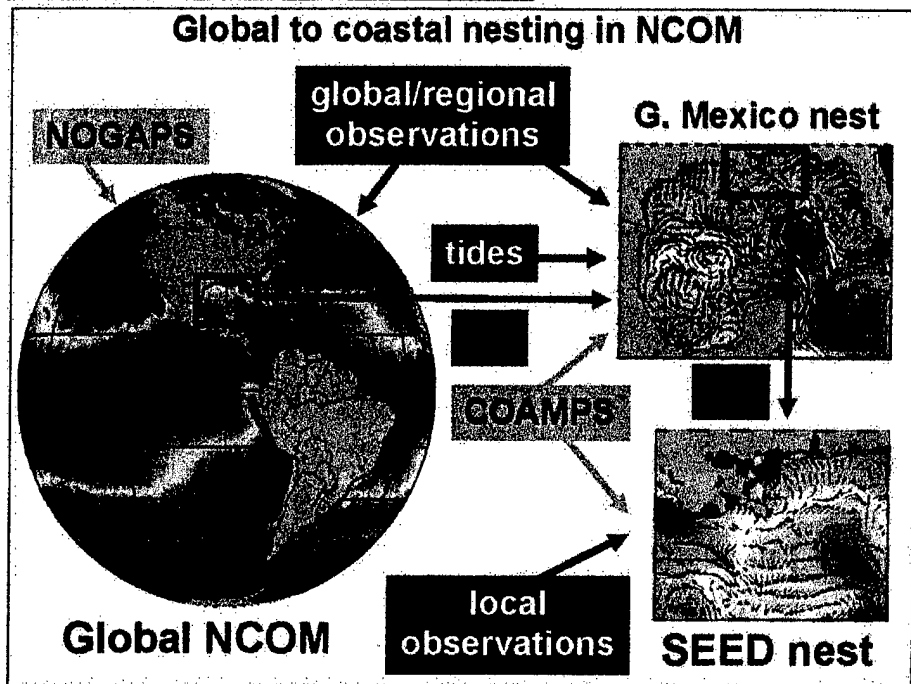 Global to coastal nesting in NCOM
global/regional
observations
NOGAPS
G. Mexico nest
tides
COAMPS
local
observations
Global NCOM
SEED nest